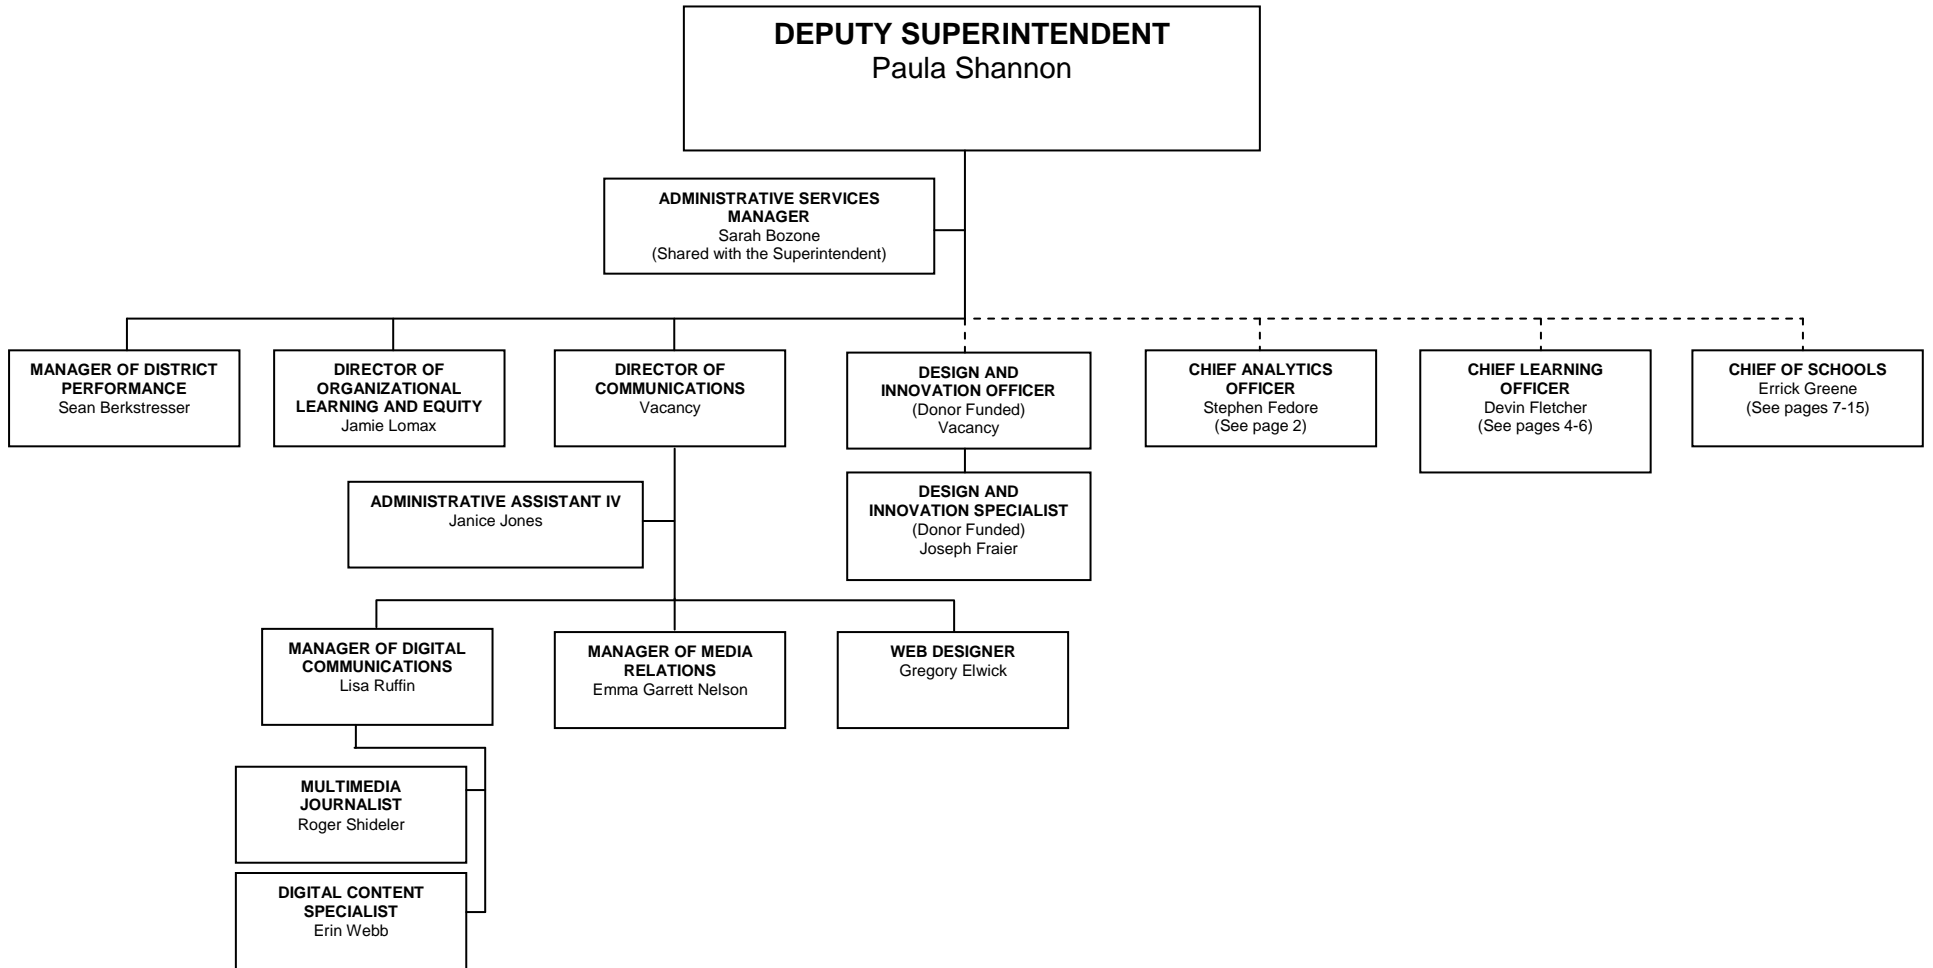 DEPUTY SUPERINTENDENT
Paula Shannon
ADMINISTRATIVE SERVICES
MANAGER
Sarah Bozone
(Shared with the Superintendent)
MANAGER OF DISTRICT
PERFORMANCE
Sean Berkstresser
DIRECTOR OF
ORGANIZATIONAL
LEARNING AND EQUITY
Jamie Lomax
DIRECTOR OF
COMMUNICATIONS
Vacancy
DESIGN AND
INNOVATION OFFICER
(Donor Funded)
Vacancy
CHIEF ANALYTICS
OFFICER
Stephen Fedore
(See page 2)
CHIEF LEARNING
OFFICER
Devin Fletcher
(See pages 4-6)
CHIEF OF SCHOOLS
Errick Greene
(See pages 7-15)
ADMINISTRATIVE ASSISTANT IV
Janice Jones
DESIGN AND
INNOVATION SPECIALIST
(Donor Funded)
Joseph Fraier
MANAGER OF DIGITAL
COMMUNICATIONS
Lisa Ruffin
MANAGER OF MEDIA
RELATIONS
Emma Garrett Nelson
WEB DESIGNER
Gregory Elwick
MULTIMEDIA
JOURNALIST
Roger Shideler
DIGITAL CONTENT
SPECIALIST
Erin Webb